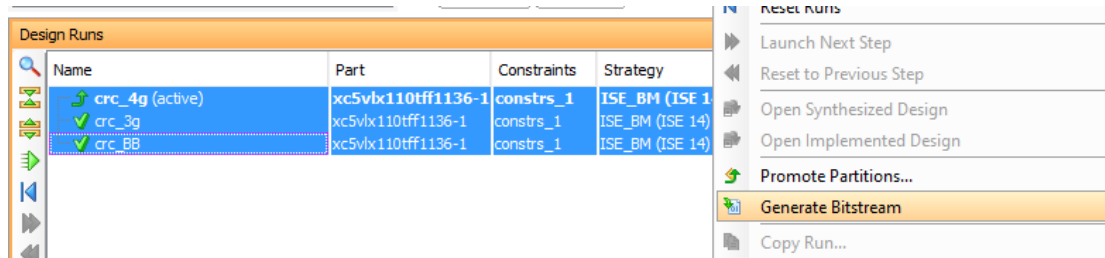 Reset Runs
Design Runs
Launch Next Step
Name Part Constraints Strategy
Reset to Previous Step
crc_4g (active) xc5vlx110tff1136-1 constrs_1 ISE_BM (ISE 1
Open Synthesized Design
crc_3g xc5vlx110tff1136-1 constrs_1 ISE_BM (ISE 14)
crc_BB xc5vlx110tff1136-1 constrs_1 ISE_BM (ISE 14)
Open Implemented Design
Promote Partitions...
Generate Bitstream
Copy Run...